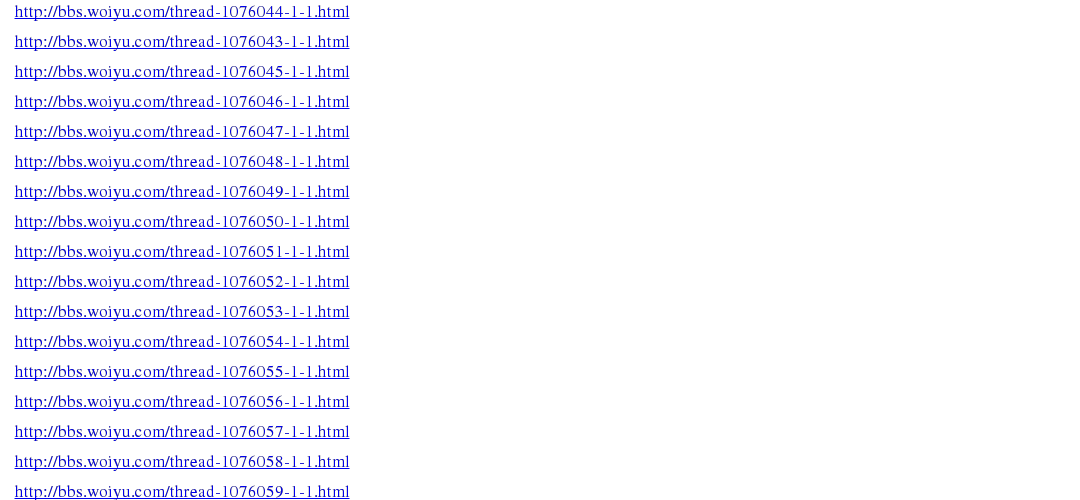 http://bbs.woiyu.com/thread-1076044-1-1.html
http://bbs.woiyu.com/thread-1076043-1-1.html
http://bbs.woiyu.com/thread-1076045-1-1.html
http://bbs.woiyu.com/thread-1076046-1-1.html
http://bbs.woiyu.com/thread-1076047-1-1.html
http://bbs.woiyu.com/thread-1076048-1-1.html
http://bbs.woiyu.com/thread-1076049-1-1.html
http://bbs.woiyu.com/thread-1076050-1-1.html
http://bbs.woiyu.com/thread-1076051-1-1.html
http://bbs.woiyu.com/thread-1076052-1-1.html
http://bbs.woiyu.com/thread-1076053-1-1.html
http://bbs.woiyu.com/thread-1076054-1-1.html
http://bbs.woiyu.com/thread-1076055-1-1.html
http://bbs.woiyu.com/thread-1076056-1-1.html
http://bbs.woiyu.com/thread-1076057-1-1.html
http://bbs.woiyu.com/thread-1076058-1-1.html
http://bbs.woiyu.com/thread-1076059-1-1.html